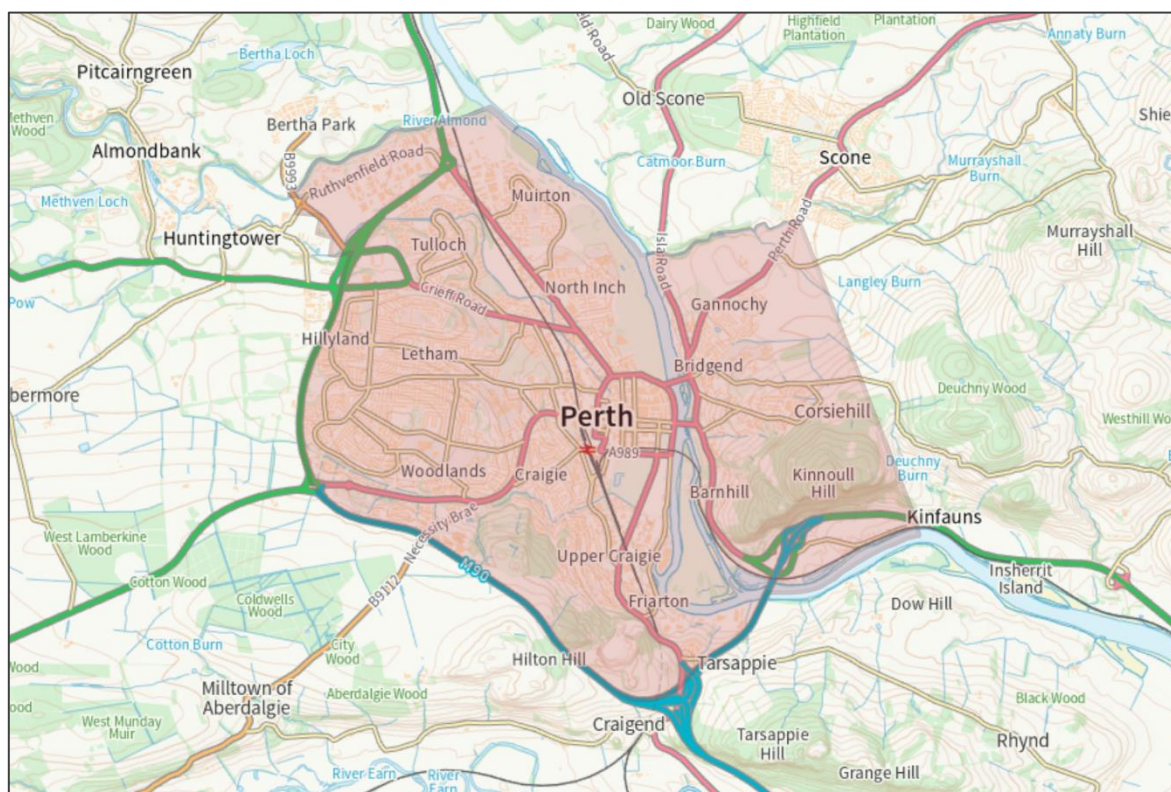 Dairy Wood
Highfield
Plantation
Plantation
Annaty Burn
Bertha Loch
Pitcairngreen
Old Scone
Bertha Park
River Almond
Almondbank
Wood
B9993
Ruthvenfield Road
Catmoor Burn
Scone
Murrayshall
Burn
Methven Loch
Muirton
Huntingtower
Tulloch
Isla Road
Perth Road
Murrayshall
Hill
Pow
Crieff Road
North Inch
Langley Burn
Gannochy
Hillyland
Letham
Bridgend
Deuchny Wood
bermore
Perth
Corsiehill
Westhill Wo
A989
Woodlands
Craigie
Barnhill
Kinnoull
Hill
Deuchny
Burn
Necessity Brae
Kinfauns
West Lamberkine
Wood
M90
Upper Craigie
Cotton Wood
B9112
Insherrit
Island
Coldwells
Wood
Friarton
Dow Hill
Cotton Burn
City
Wood
Hilton Hill
Tarsappie
Wood
Milltown of
Aberdalgie
Aberdalgie Wood
Black Wood
West Munday
Muir
Craigend
Tarsappie
Hill
Rhynd
River Earn
River
Earn
Grange Hill